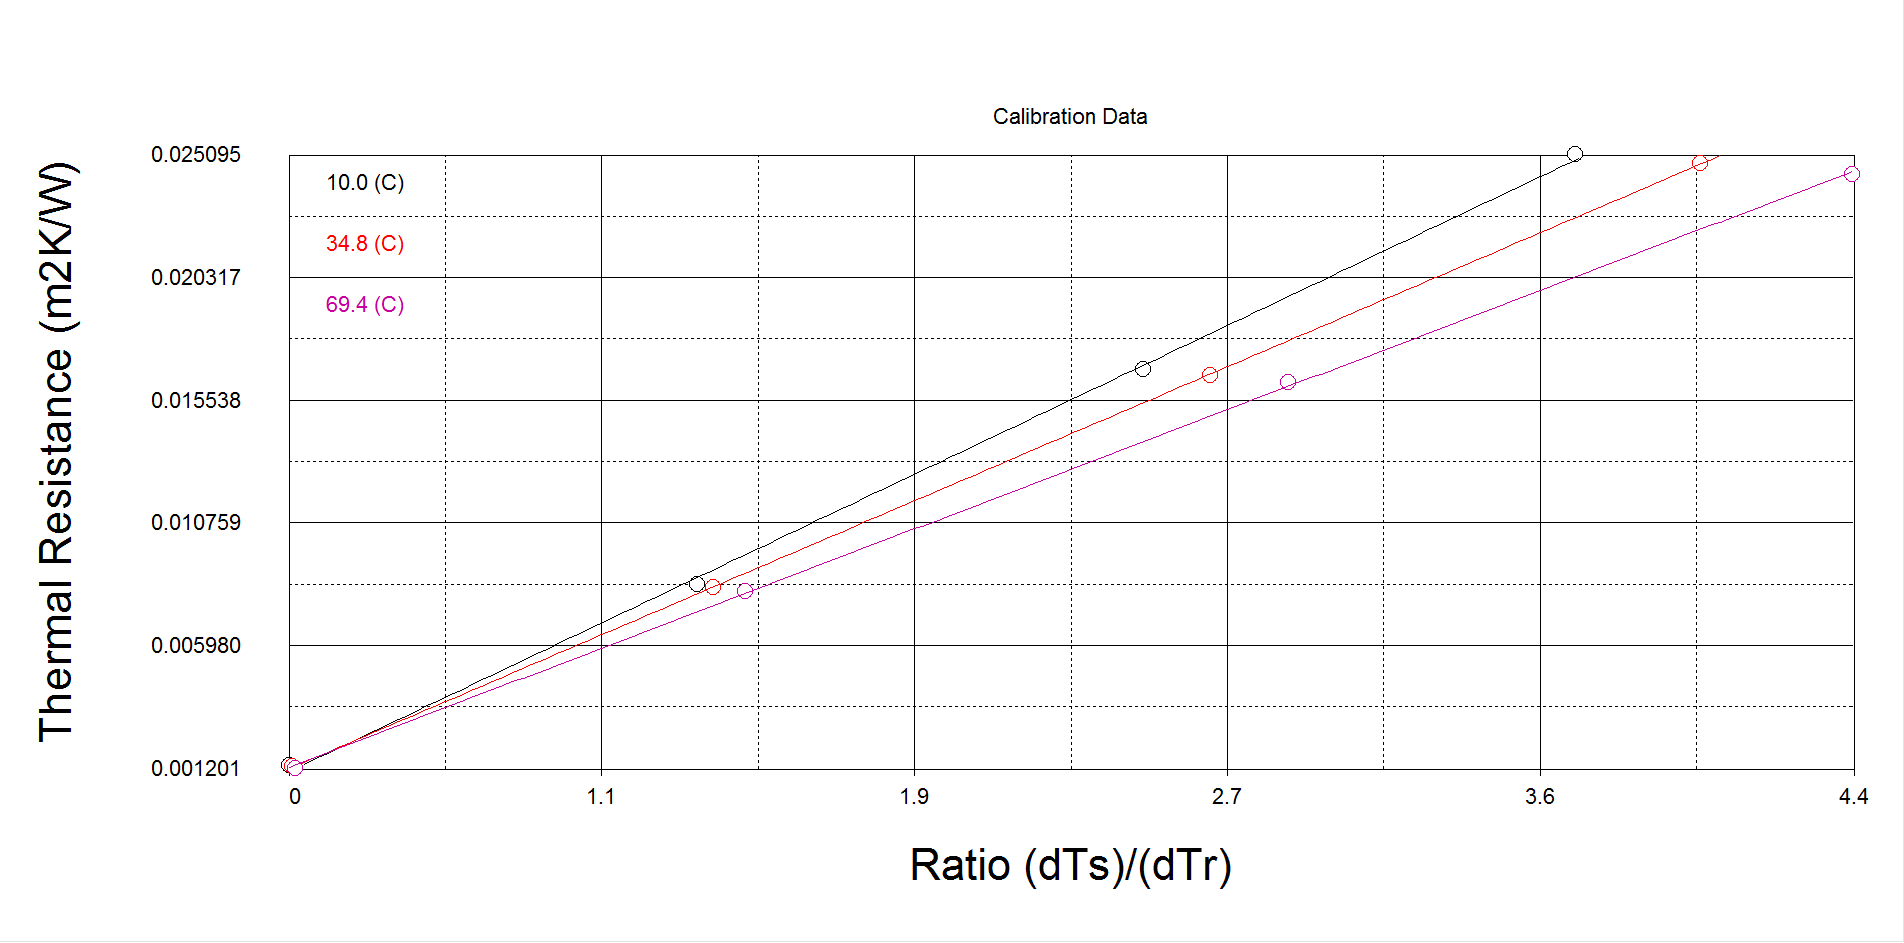 Calibration Data
Thermal Resistance (m2K/W)
0.025095
0.020317
0.015538
0.010759
0.005980
0.001201
10.0 (C)
34.8 (C)
69.4 (C)
0 1.1 1.9 2.7 3.6 4.4
Ratio (dTs)/(dTr)